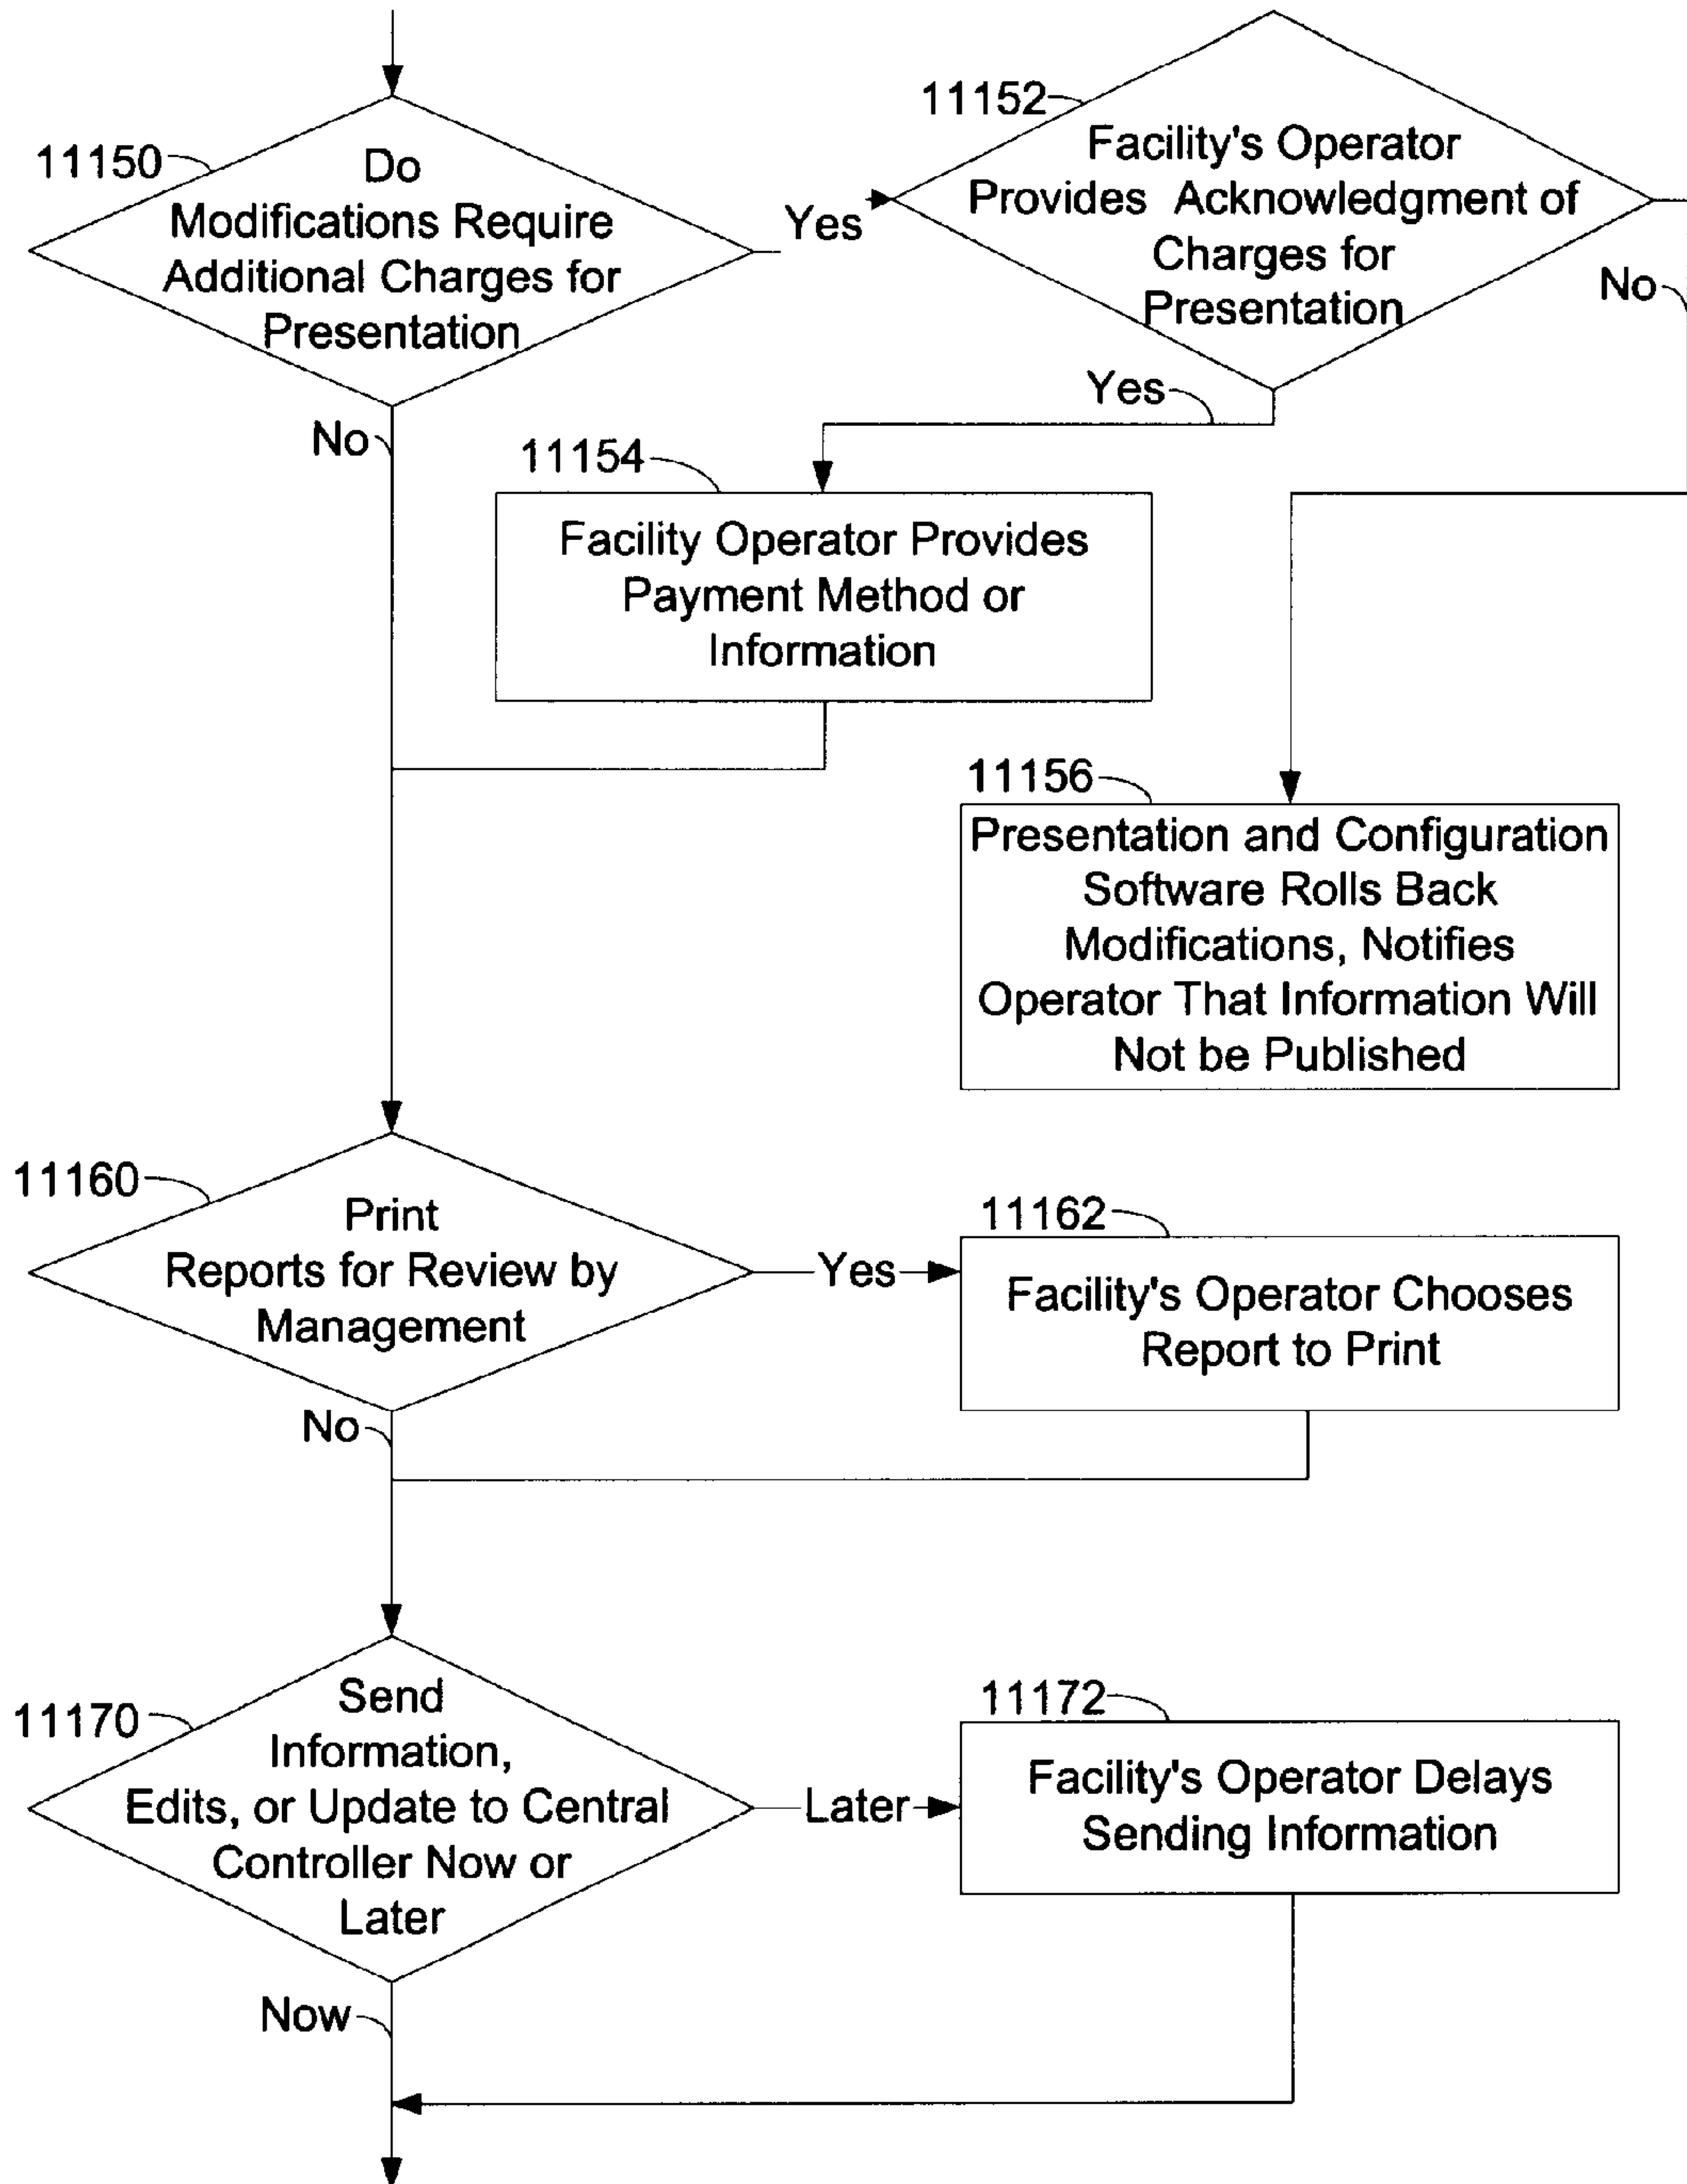 11150
Do
Modifications Require
Additional Charges for
Presentation
Yes
No
11152
Facility's Operator
Provides Acknowledgment of
Charges for
Presentation
No
Yes
11154
Facility Operator Provides
Payment Method or
Information
11156
Presentation and Configuration
Software Rolls Back
Modifications, Notifies
Operator That Information Will
Not be Published
11160
Print
Reports for Review by
Management
Yes
No
11162
Facility's Operator Chooses
Report to Print
11170
Send
Information,
Edits, or Update to Central
Controller Now or
Later
Later
Now
11172
Facility's Operator Delays
Sending Information